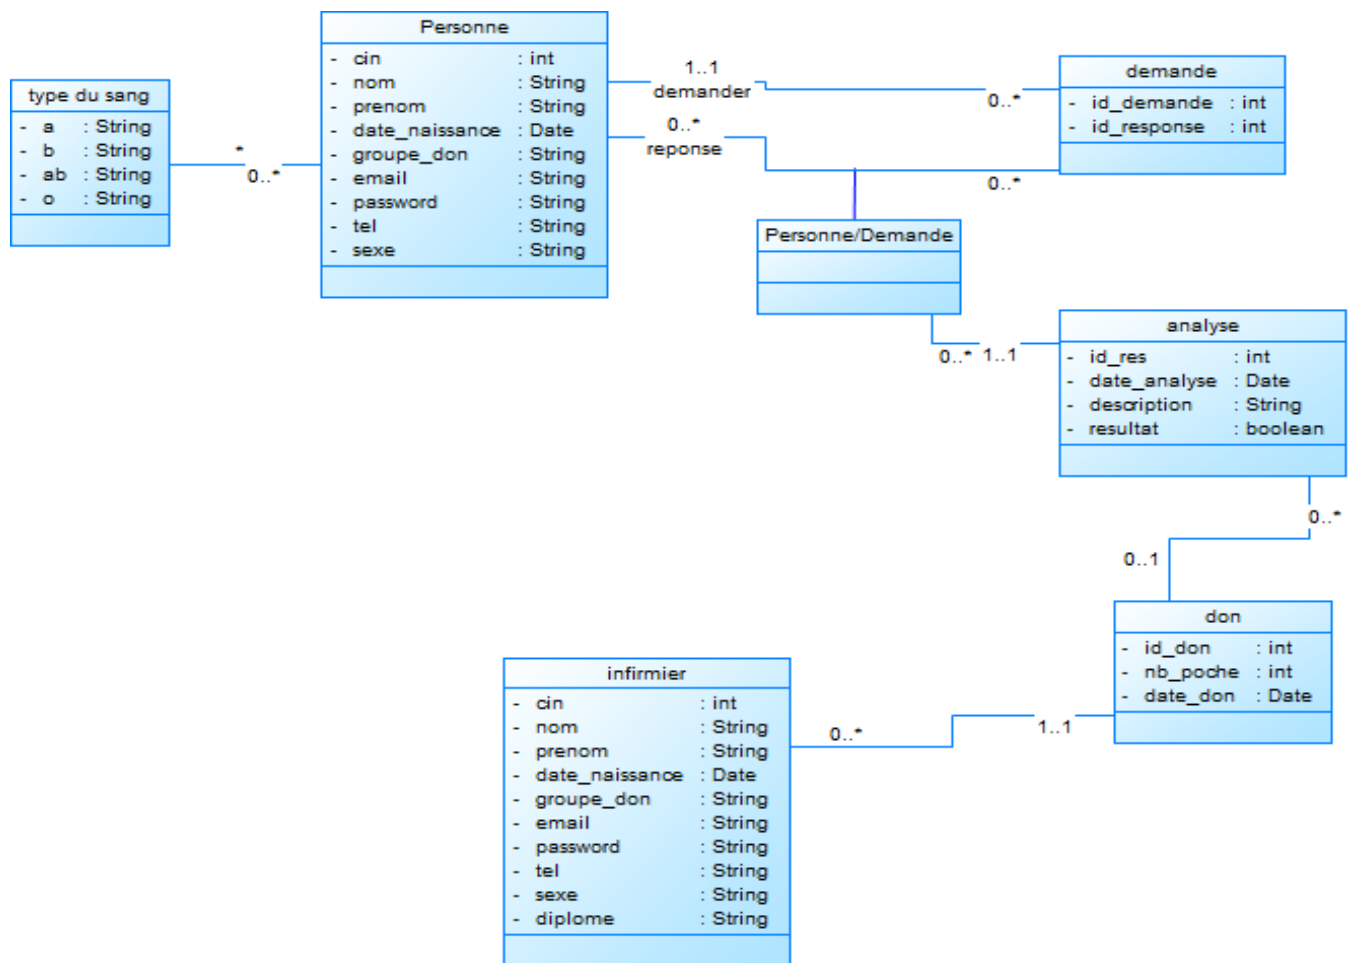 type du sang
- a : String
- b : String
- ab : String
- o : String
*
0..*
Personne
- cin : int
- nom : String
- prenom : String
- date_naissance : Date
- groupe_don : String
- email : String
- password : String
- tel : String
- sexe : String
1..1
demander
0..*
0..*
reponse
0..*
demande
- id_demande : int
- id_response : int
Personne/Demande
0..* 1..1
analyse
- id_res : int
- date_analyse : Date
- description : String
- resultat : boolean
0..*
0..1
don
- id_don : int
- nb_poche : int
- date_don : Date
0..*
1..1
infirmier
- cin : int
- nom : String
- prenom : String
- date_naissance : Date
- groupe_don : String
- email : String
- password : String
- tel : String
- sexe : String
- diplome : String